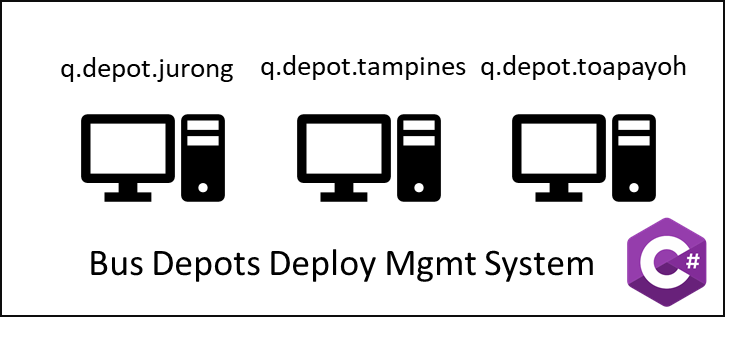 q.depot.jurong q.depot.tampines q.depot.toapayoh
Bus Depots Deploy Mgmt System
C#